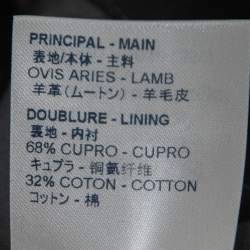 PRINCIPAL - MAIN
表地/本体 - 主料
OVIS ARIES - LAMB
羊革(ムートン) - 羊毛皮
DOUBLURE - LINING
裏地 - 内衬
68% CUPRO - CUPRO
キュプラ - 铜氨纤维
32% COTON - COTTON
コットン - 棉